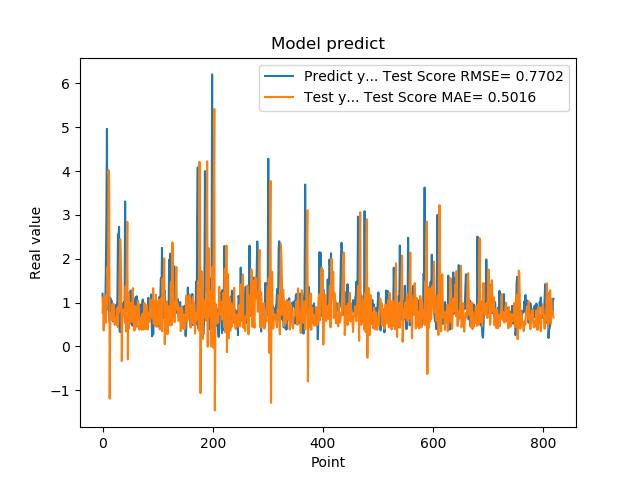 Model predict
Predict y... Test Score RMSE= 0.7702
Test y... Test Score MAE= 0.5016
Real value
6
5
4
3
2
1
0
−1
0 200 400 600 800
Point